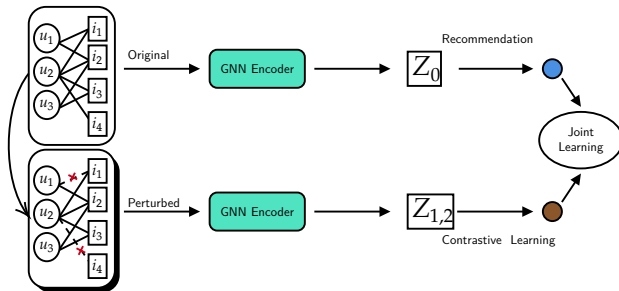 u1 i1
u2 i2
u3 i3
i4
Original
GNN Encoder
Z0
Recommendation
Joint
Learning
u1 i1
u2 i2
u3 i3
i4
Perturbed
GNN Encoder
Z1,2
Contrastive Learning